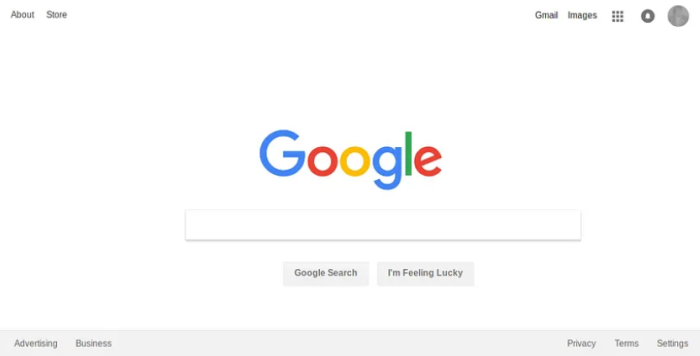 About Store Gmail Images
Google
Google Search I'm Feeling Lucky
Advertising Business Privacy Terms Settings